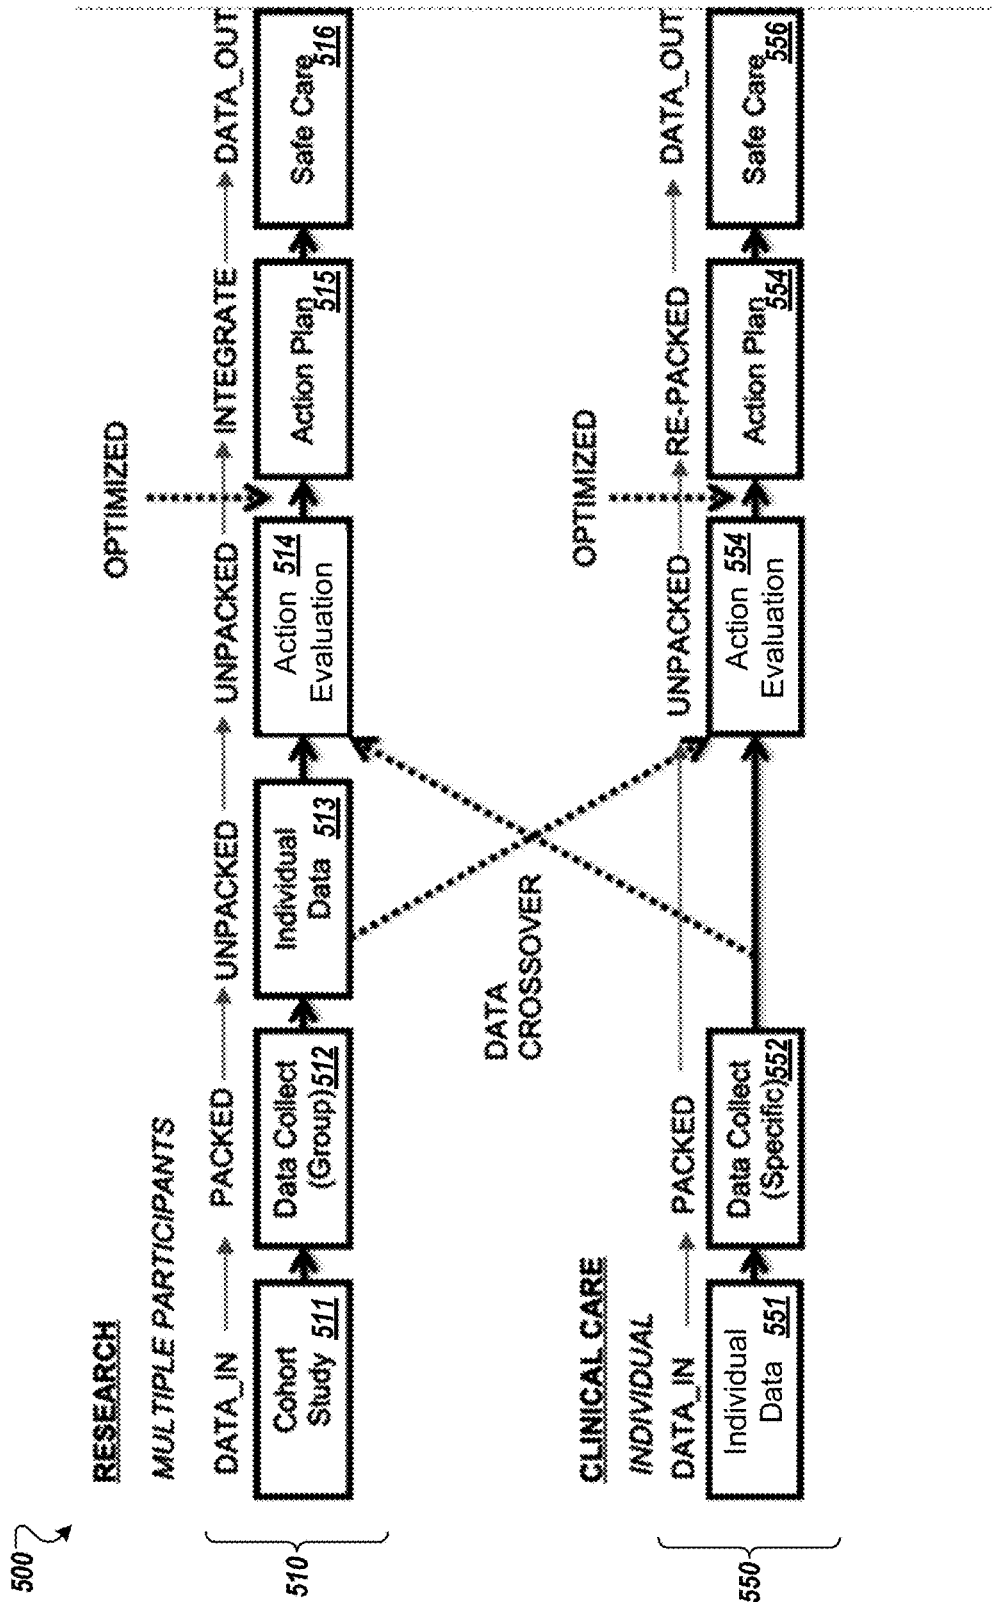 500
RESEARCH
MULTIPLE PARTICIPANTS
OPTIMIZED
DATA_IN PACKED UNPACKED UNPACKED INTEGRATE DATA_OUT
510
Cohort
Study 511
Data Collect
(Group) 512
Individual
Data 513
Action 514
Evaluation
Action Plan
515
Safe Care
516
DATA
CROSSOVER
CLINICAL CARE
INDIVIDUAL
OPTIMIZED
DATA_IN PACKED UNPACKED RE-PACKED DATA_OUT
550
Individual
Data 551
Data Collect
(Specific) 552
Action 554
Evaluation
Action Plan
554
Safe Care
556